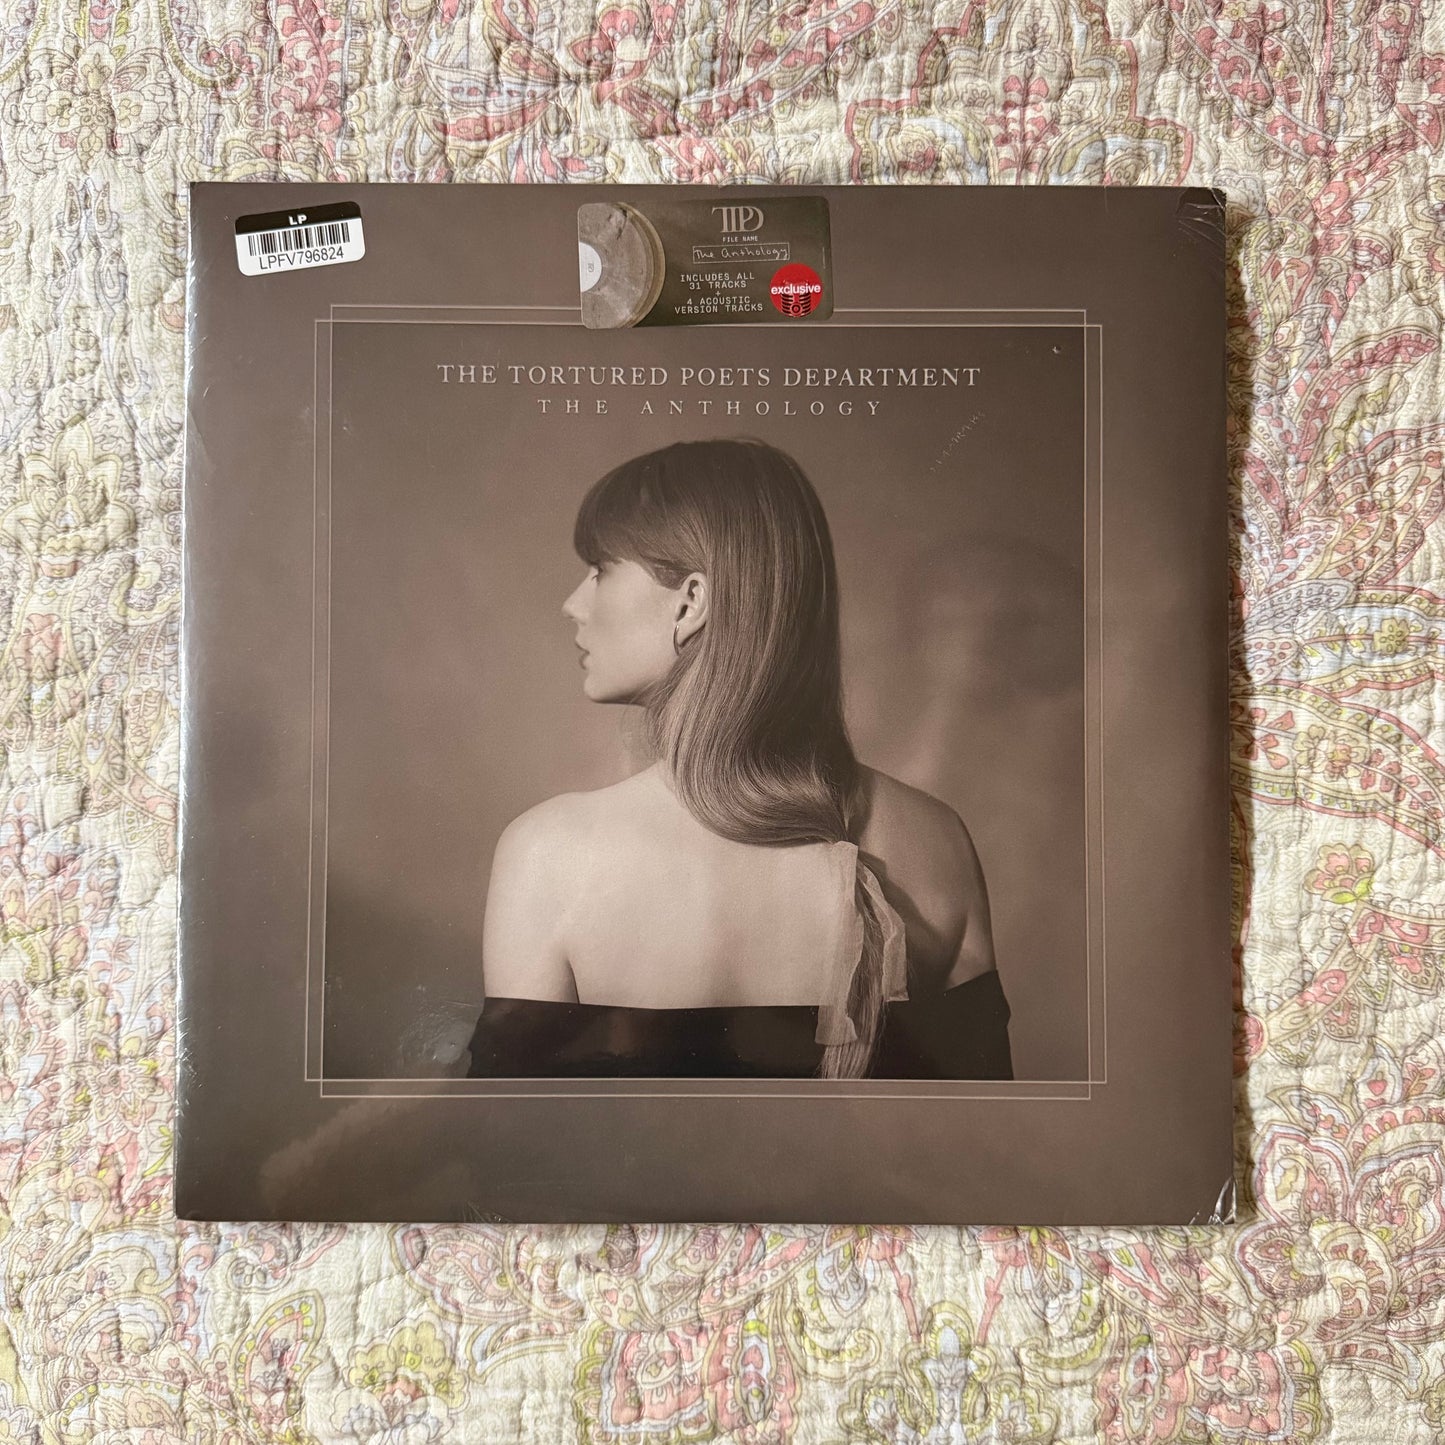 LP
LPFV796824
TTPD
FILE NAME
The Anthology
INCLUDES ALL
31 TRACKS
+
4 ACOUSTIC
VERSION TRACKS
exclusive
THE TORTURED POETS DEPARTMENT
THE ANTHOLOGY